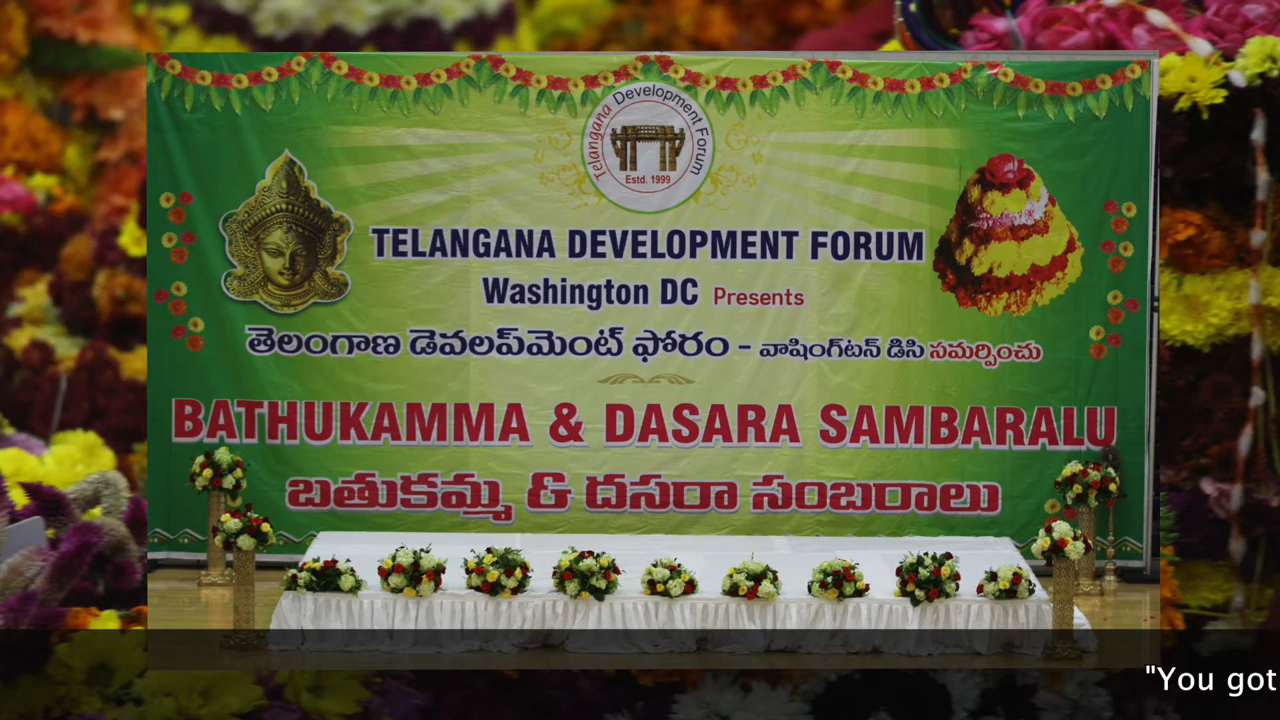 Telangana Development Forum
Estd. 1999
TELANGANA DEVELOPMENT FORUM
Washington DC Presents
తెలంగాణ డెవలప్‌మెంట్ ఫోరం - వాషింగ్‌టన్ డిసి సమర్పించు
BATHUKAMMA & DASARA SAMBARALU
బతుకమ్మ & దసరా సంబరాలు
"You got